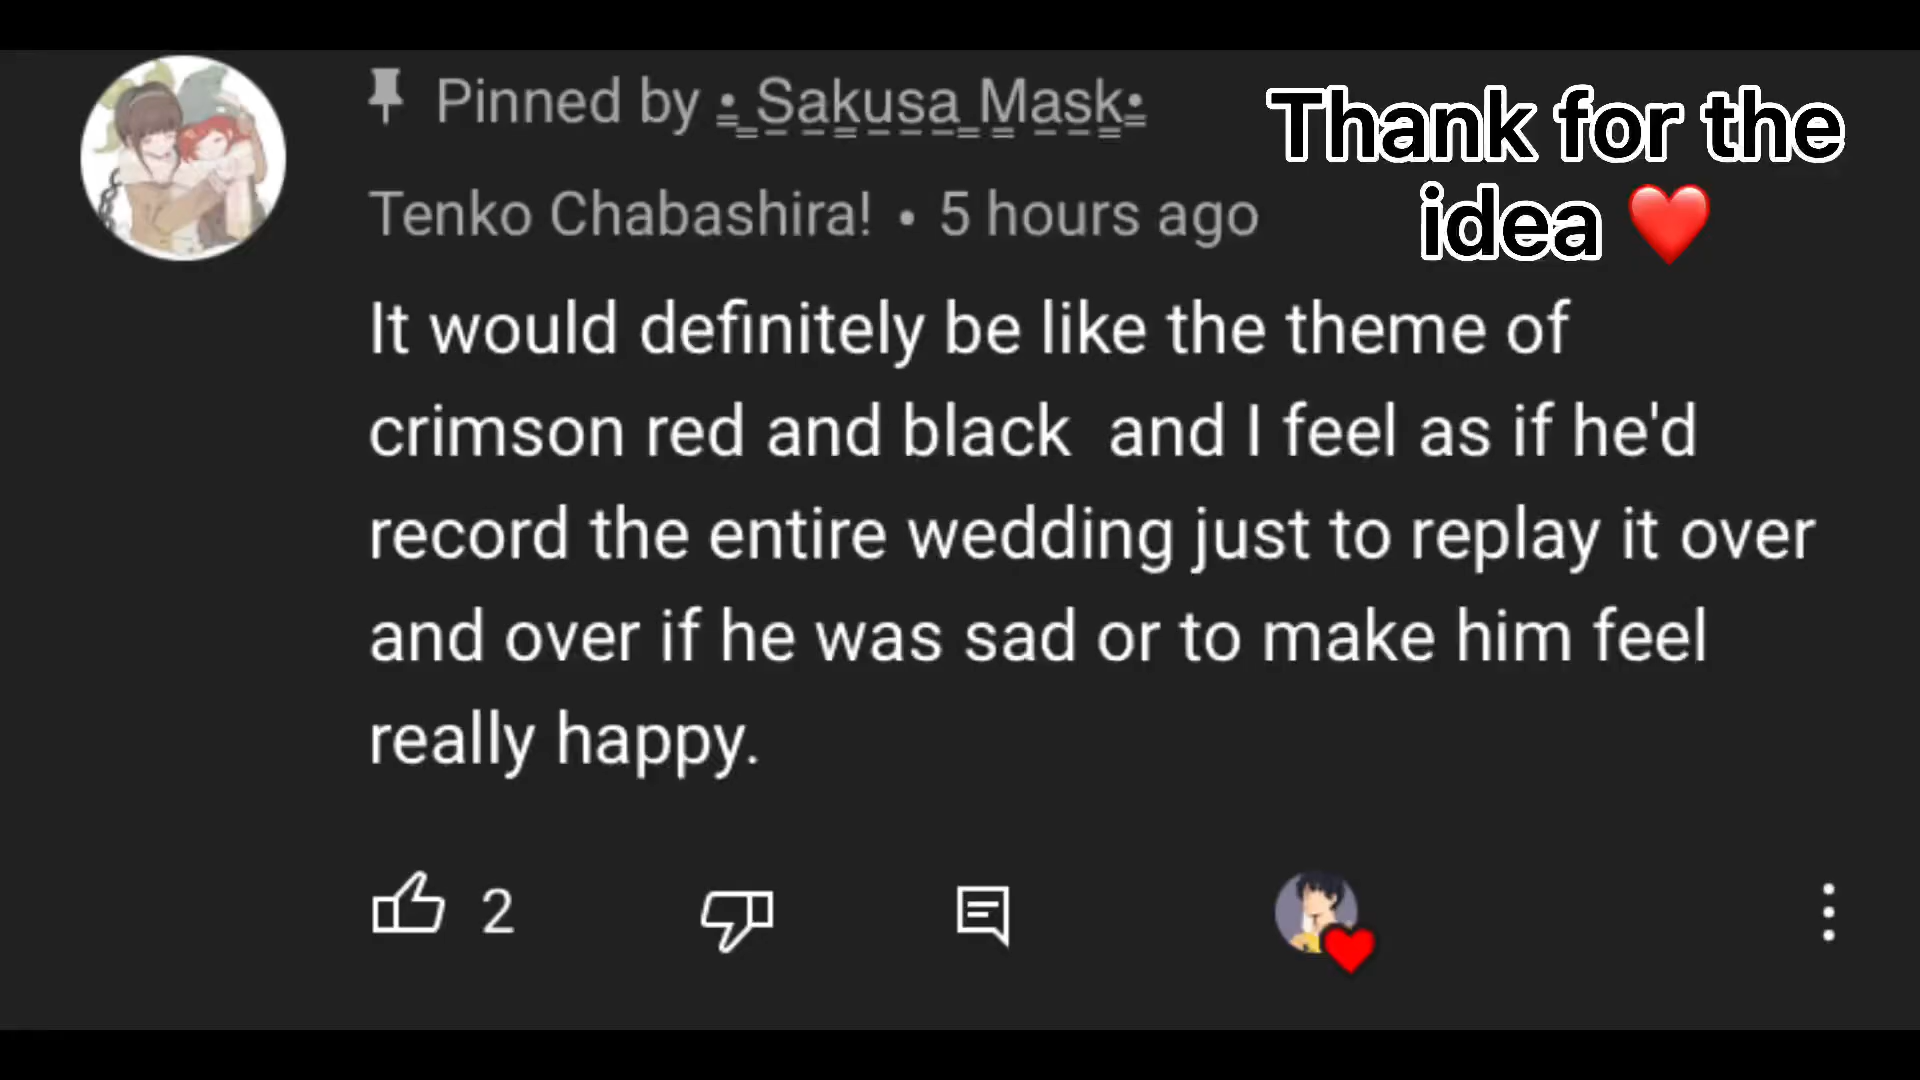 Pinned by •_Sakusa_Mask•
Thank for the
idea ❤️
Tenko Chabashira! • 5 hours ago
It would definitely be like the theme of
crimson red and black  and I feel as if he'd
record the entire wedding just to replay it over
and over if he was sad or to make him feel
really happy.
2